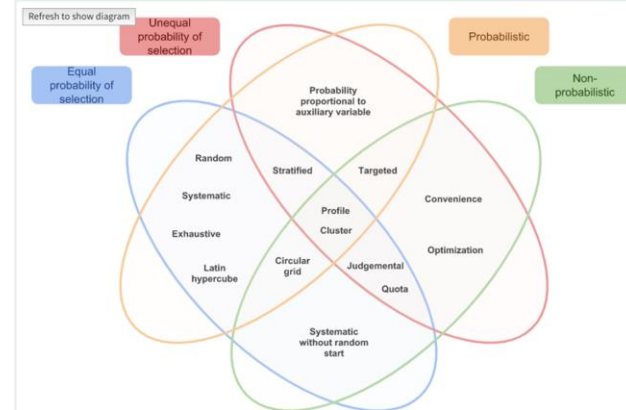 Refresh to show diagram
Unequal
probability of
selection
Probabilistic
Equal
probability of
selection
Non-
probabilistic
Probability
proportional to
auxiliary variable
Random
Stratified
Targeted
Systematic
Convenience
Profile
Cluster
Exhaustive
Optimization
Circular
grid
Judgemental
Latin
hypercube
Quota
Systematic
without random
start